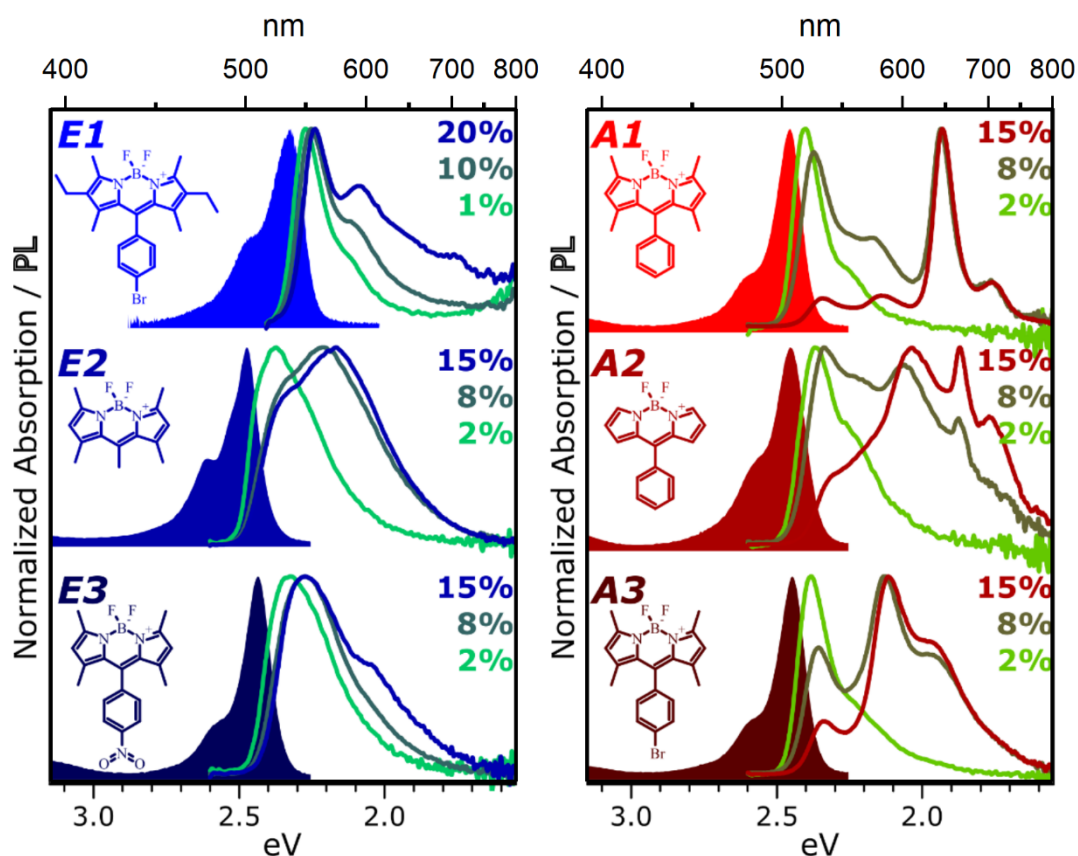 nm
400 500 600 700 800
E1
20%
10%
1%
F F
B
N N+
Br
E2
15%
8%
2%
F F
B
N N+
E3
15%
8%
2%
F F
B
N N+
N+
O O
Normalized Absorption / PL
3.0 2.5 2.0
eV
nm
400 500 600 700 800
A1
15%
8%
2%
F F
B
N N+
A2
15%
8%
2%
F F
B
N N+
A3
15%
8%
2%
F F
B
N N+
Br
Normalized Absorption / PL
3.0 2.5 2.0
eV